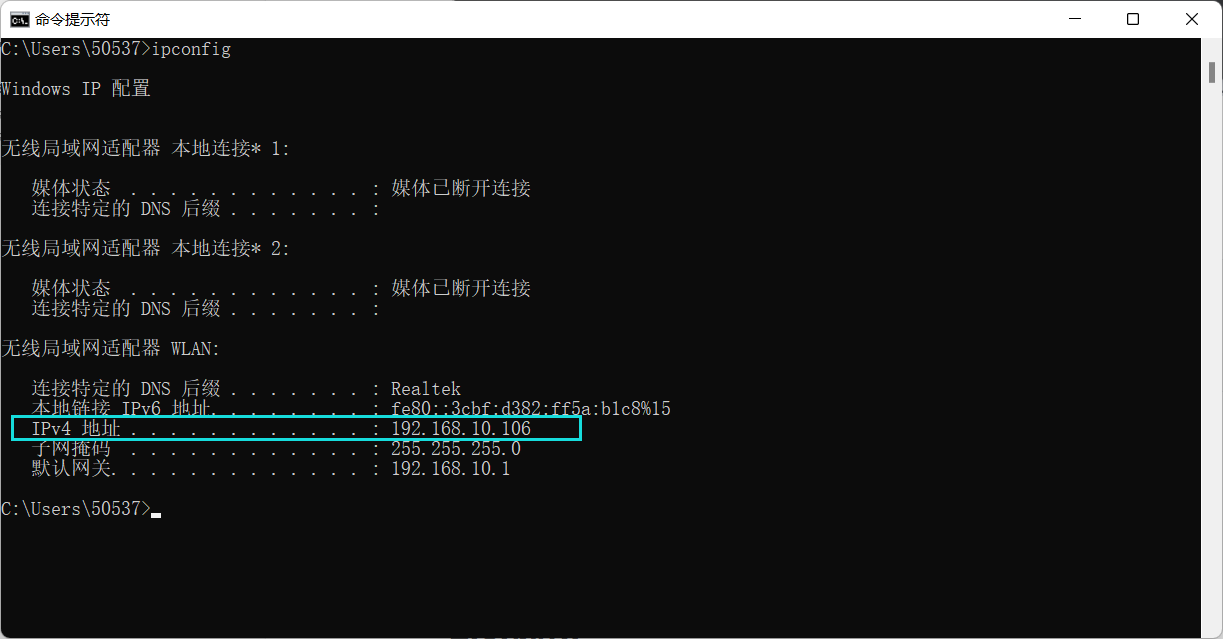 命令提示符
C:\Users\50537>ipconfig
Windows IP 配置
无线局域网适配器 本地连接* 1:
   媒体状态  . . . . . . . . . . . . : 媒体已断开连接
   连接特定的 DNS 后缀 . . . . . . . :
无线局域网适配器 本地连接* 2:
   媒体状态  . . . . . . . . . . . . : 媒体已断开连接
   连接特定的 DNS 后缀 . . . . . . . :
无线局域网适配器 WLAN:
   连接特定的 DNS 后缀 . . . . . . . : Realtek
   本地链接 IPv6 地址. . . . . . . . : fe80::3cbf:d382:ff5a:b1c8%15
   IPv4 地址 . . . . . . . . . . . . : 192.168.10.106
   子网掩码  . . . . . . . . . . . . : 255.255.255.0
   默认网关. . . . . . . . . . . . . : 192.168.10.1
C:\Users\50537>